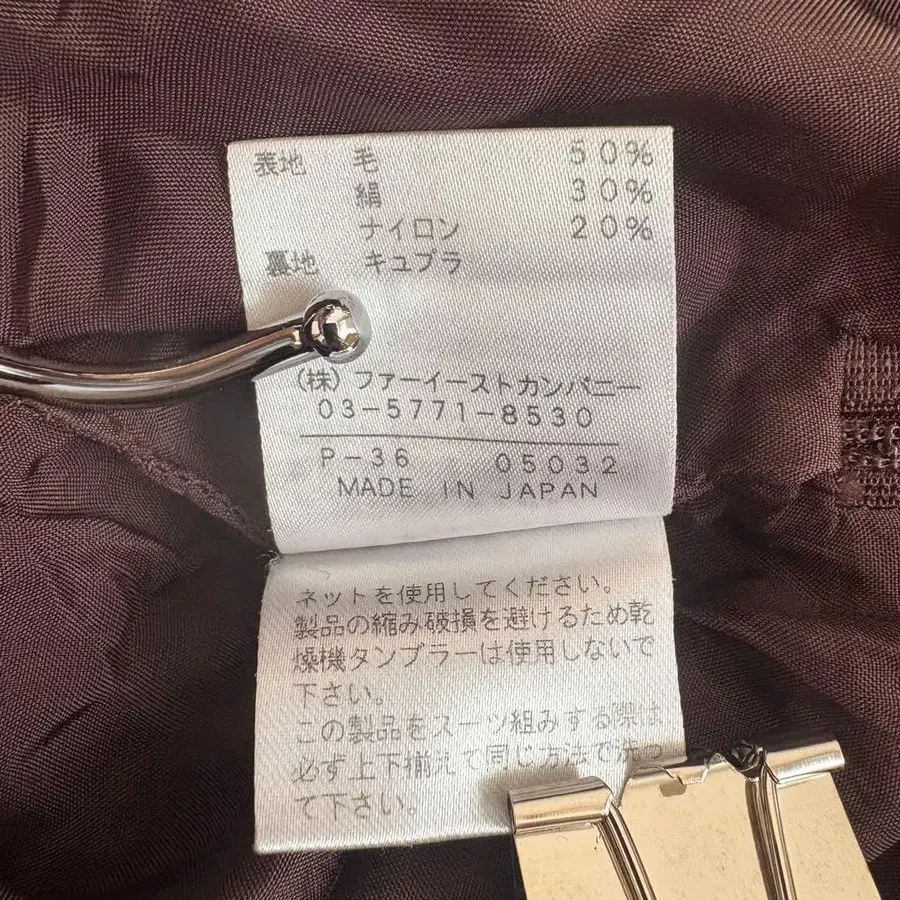 表地 毛 50%
絹 30%
ナイロン 20%
裏地 キュプラ
(株) ファーイーストカンパニー
03-5771-8530
P-36 05032
MADE IN JAPAN
ネットを使用してください。
製品の縮み破損を避けるため乾
燥機タンブラーは使用しないで
下さい。
この製品をスーツ組みする際は
必ず上下揃えて同じ方法で洗っ
て下さい。